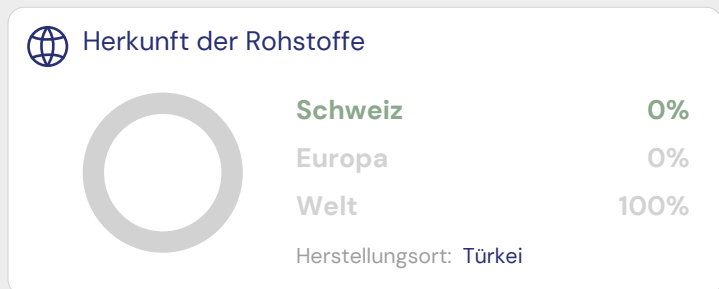 Herkunft der Rohstoffe
Schweiz 0%
Europa 0%
Welt 100%
Herstellungsort: Türkei